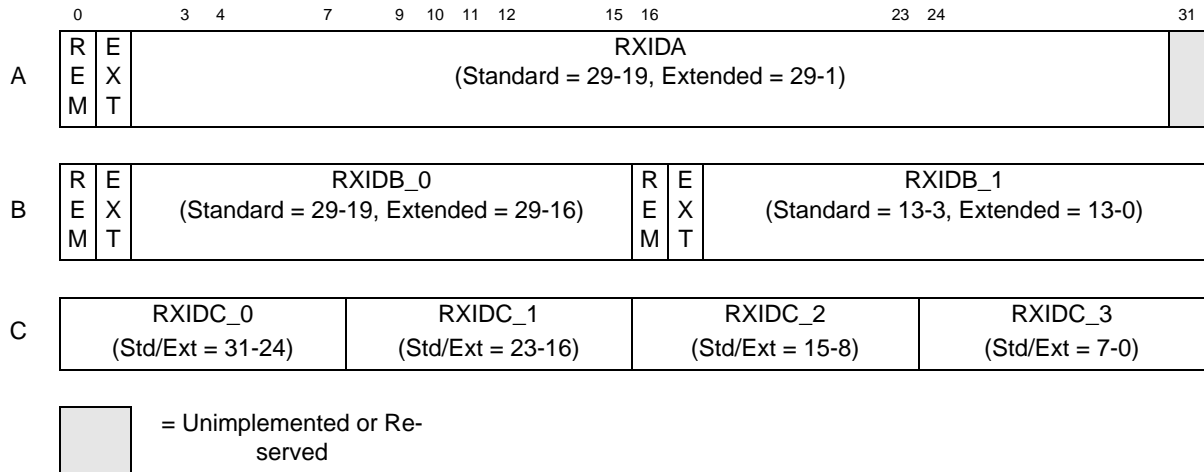 0 3 4 7 9 10 11 12 15 16 23 24 31
A
R
E
M
E
X
T
RXIDA
(Standard = 29-19, Extended = 29-1)
B
R
E
M
E
X
T
RXIDB_0
(Standard = 29-19, Extended = 29-16)
R
E
M
E
X
T
RXIDB_1
(Standard = 13-3, Extended = 13-0)
C
RXIDC_0
(Std/Ext = 31-24)
RXIDC_1
(Std/Ext = 23-16)
RXIDC_2
(Std/Ext = 15-8)
RXIDC_3
(Std/Ext = 7-0)
= Unimplemented or Re-
served